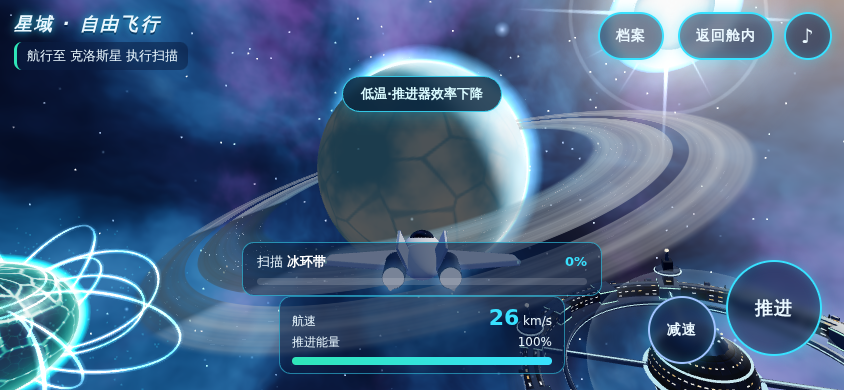 星域 · 自由飞行
航行至 克洛斯星 执行扫描
档案
返回舱内
♪
低温·推进器效率下降
扫描 冰环带 0%
航速 26 km/s
推进能量 100%
减速
推进